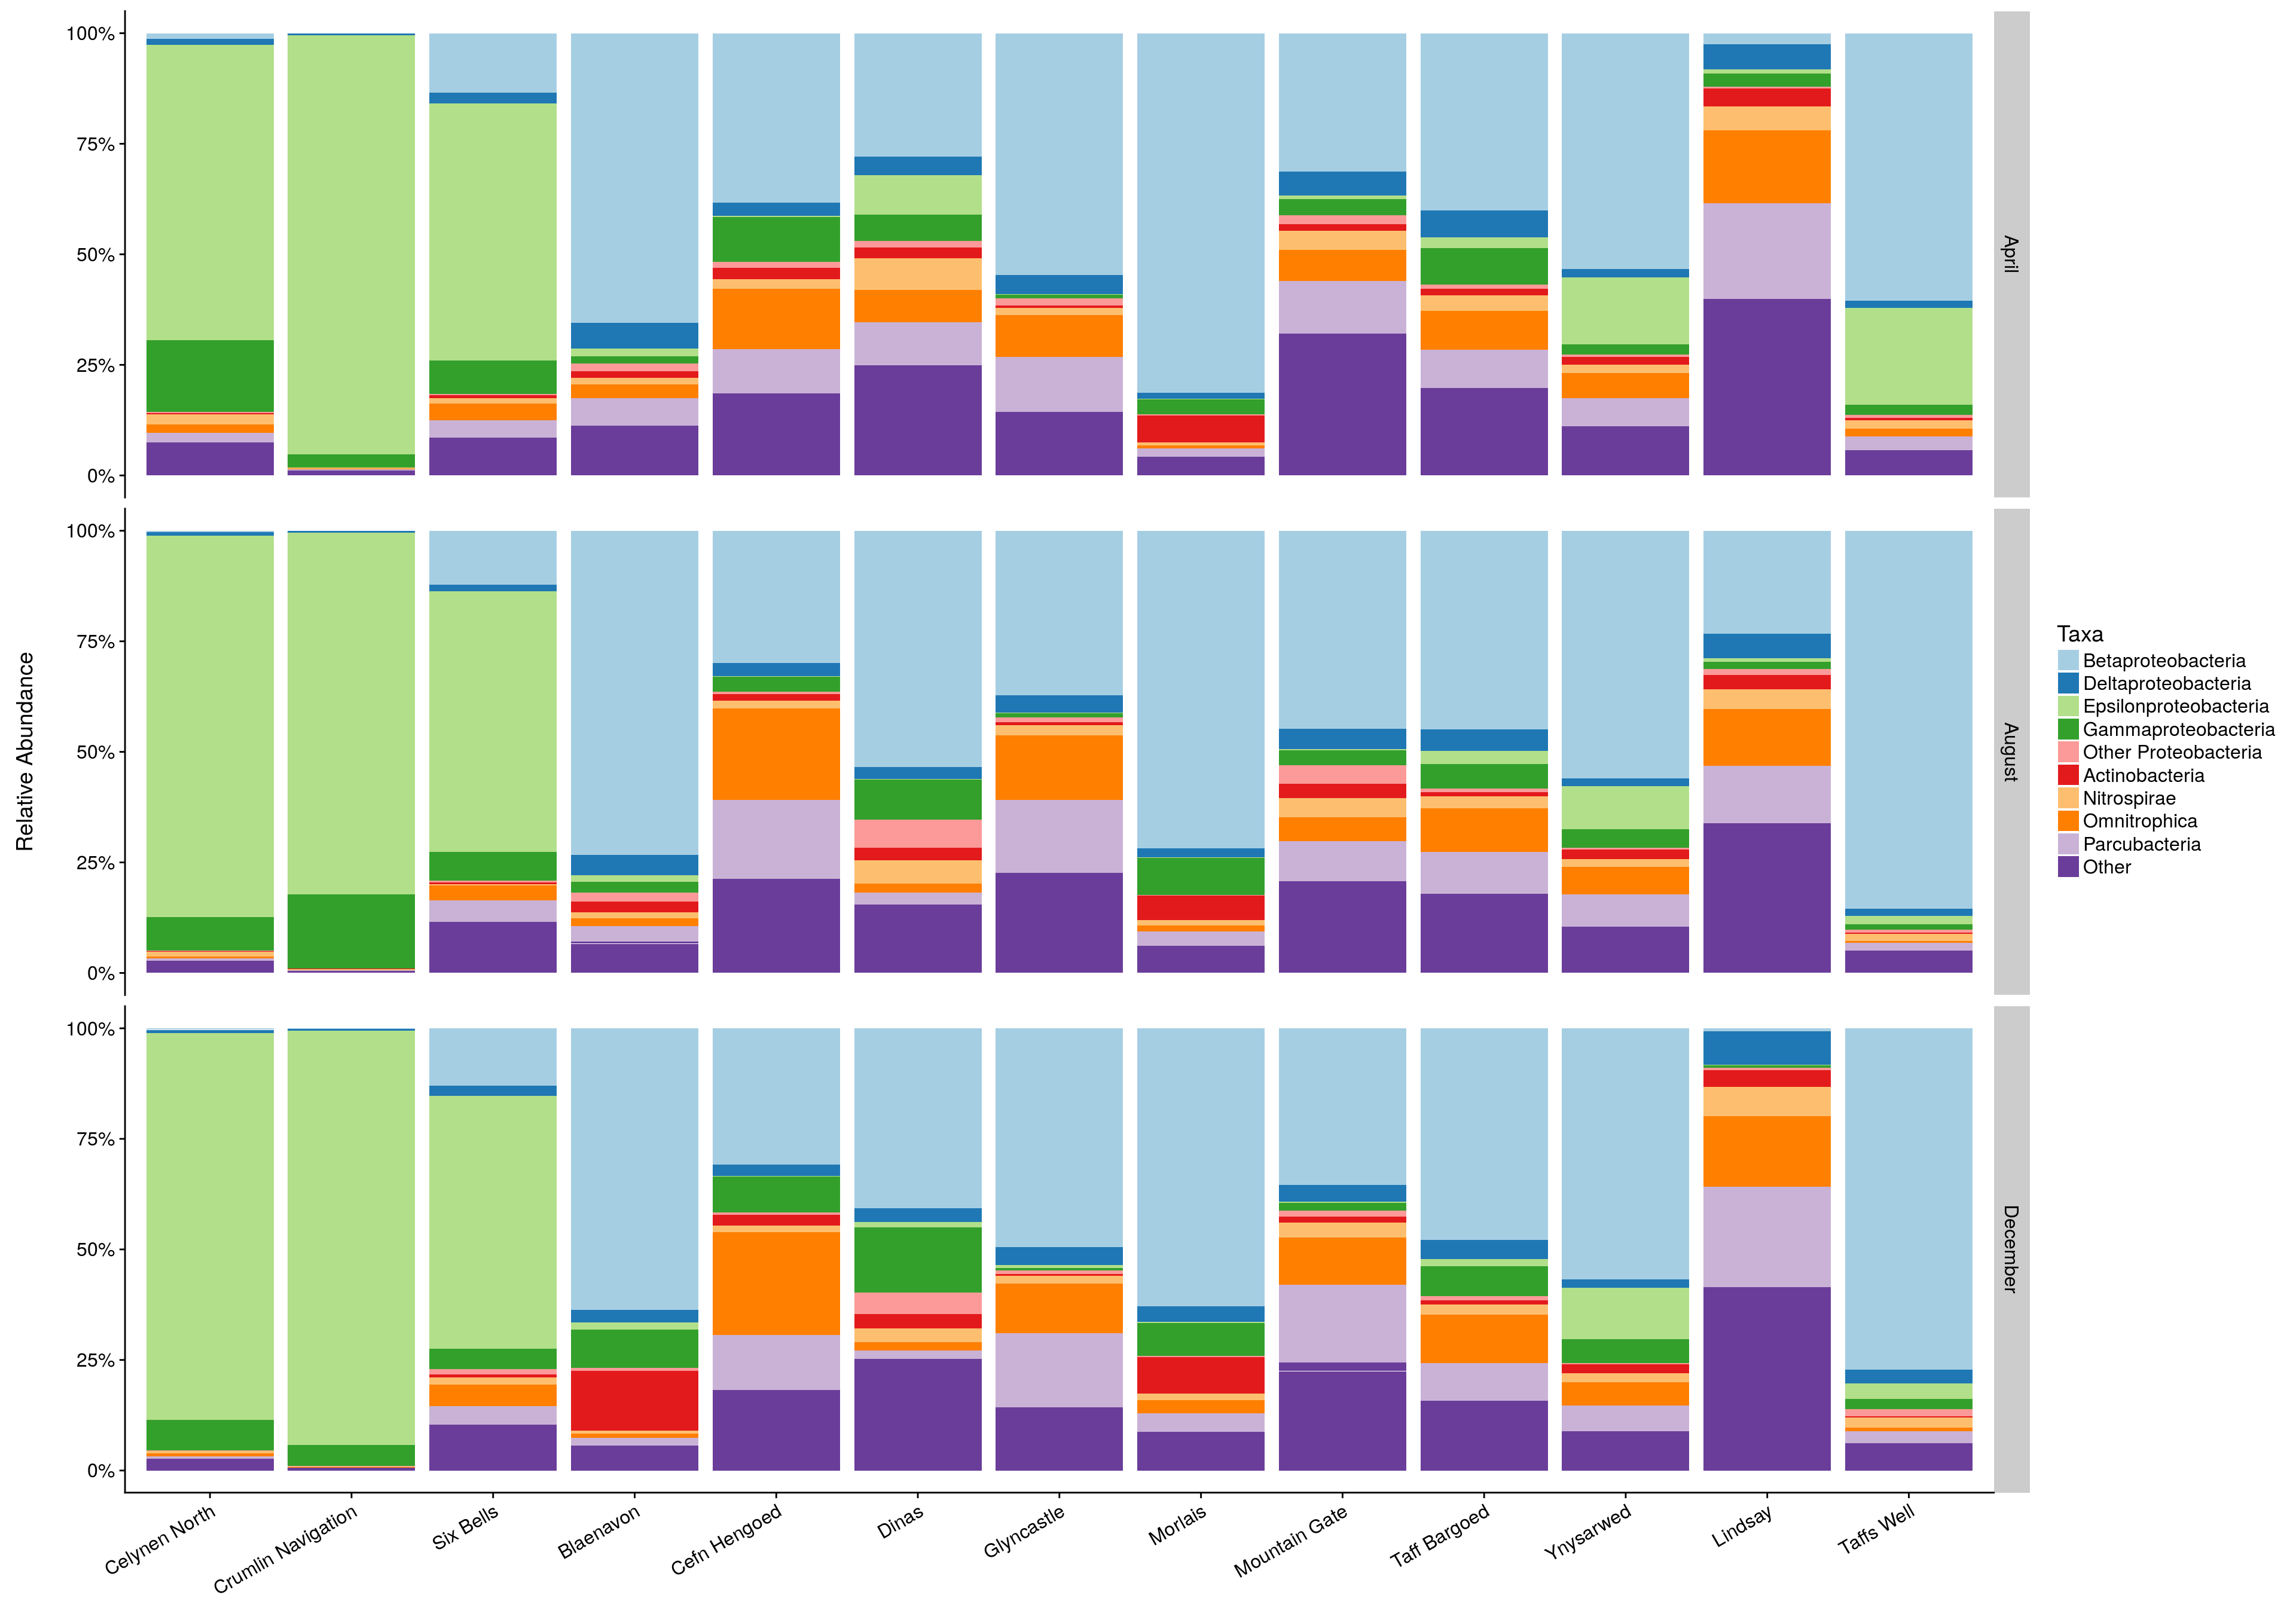 100%
75%
50%
25%
0%
April
100%
75%
50%
25%
0%
August
100%
75%
50%
25%
0%
December
Relative Abundance
Celynen North
Crumlin Navigation
Six Bells
Blaenavon
Cefn Hengoed
Dinas
Glyncastle
Morlais
Mountain Gate
Taff Bargoed
Ynysarwed
Lindsay
Taffs Well
Taxa
Betaproteobacteria
Deltaproteobacteria
Epsilonproteobacteria
Gammaproteobacteria
Other Proteobacteria
Actinobacteria
Nitrospirae
Omnitrophica
Parcubacteria
Other